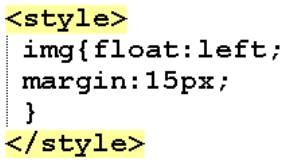 <style>
img{float:left;
margin:15px;
}
</style>